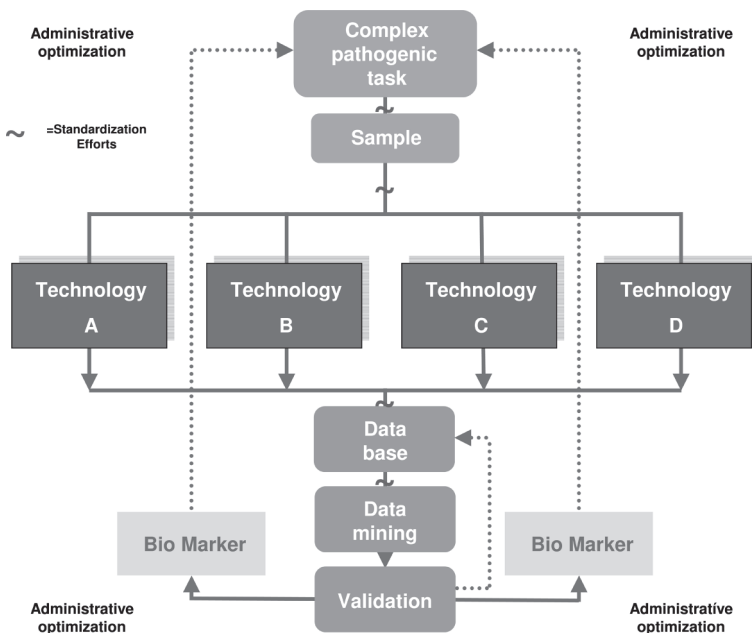 Administrative
optimization
Complex
pathogenic
task
Administrative
optimization
~ =Standardization
Efforts
~
Sample
~
Technology
A
Technology
B
Technology
C
Technology
D
~
Data
base
~
Data
mining
Bio Marker
Bio Marker
Validation
Administrative
optimization
Administratíve
optimization